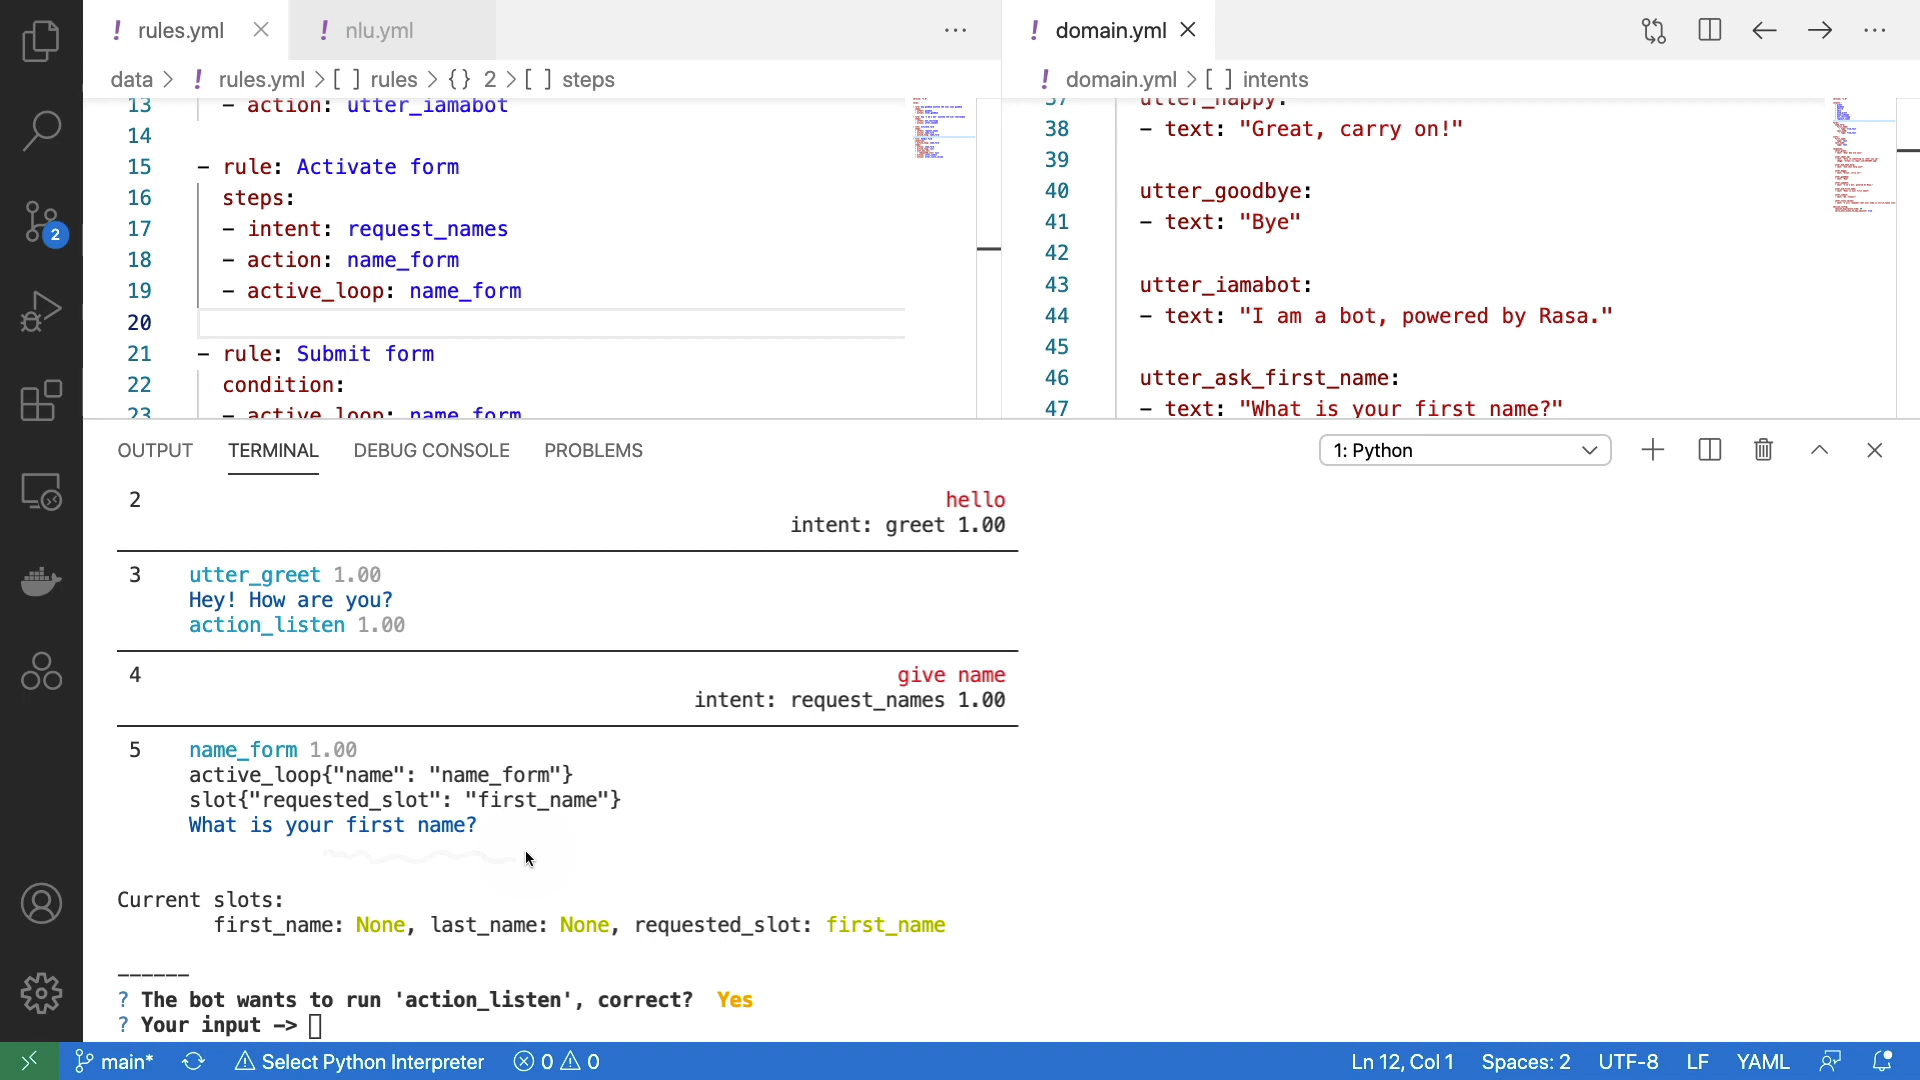 ! rules.yml
! nlu.yml
...
! domain.yml
...
data > ! rules.yml > [ ] rules > {} 2 > [ ] steps
! domain.yml > [ ] intents
13 - action: utter_iamabot
14
15 - rule: Activate form
16 steps:
17 - intent: request_names
18 - action: name_form
19 - active_loop: name_form
20
21 - rule: Submit form
22 condition:
23 - active_loop: name_form
37 utter_happy:
38 - text: "Great, carry on!"
39
40 utter_goodbye:
41 - text: "Bye"
42
43 utter_iamabot:
44 - text: "I am a bot, powered by Rasa."
45
46 utter_ask_first_name:
47 - text: "What is your first name?"
2
OUTPUT TERMINAL DEBUG CONSOLE PROBLEMS
1: Python
2 hello
intent: greet 1.00
3 utter_greet 1.00
Hey! How are you?
action_listen 1.00
4 give name
intent: request_names 1.00
5 name_form 1.00
active_loop{"name": "name_form"}
slot{"requested_slot": "first_name"}
What is your first name?
Current slots:
first_name: None, last_name: None, requested_slot: first_name
------
? The bot wants to run 'action_listen', correct? Yes
? Your input ->
main* Select Python Interpreter 0 0
Ln 12, Col 1 Spaces: 2 UTF-8 LF YAML